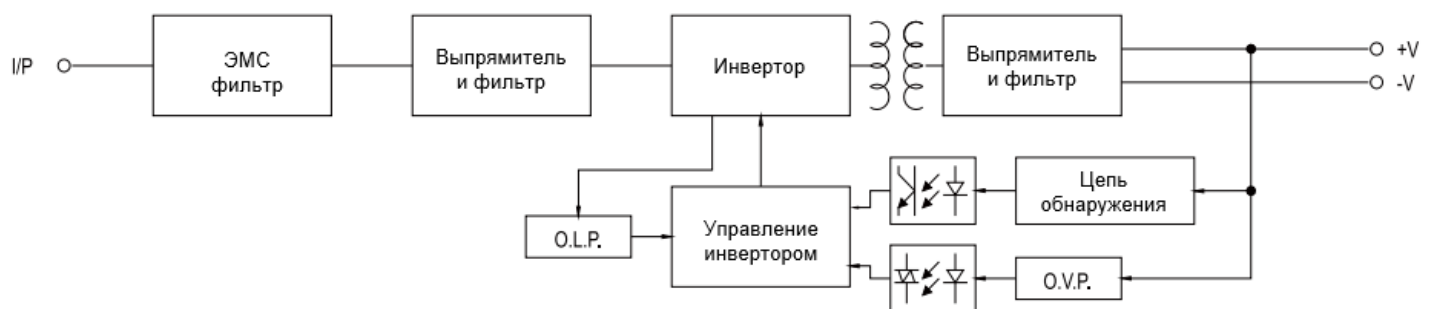 I/P
ЭМС
фильтр
Выпрямитель
и фильтр
Инвертор
Выпрямитель
и фильтр
+V
-V
O.L.P.
Управление
инвертором
Цепь
обнаружения
O.V.P.